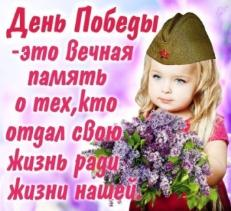 День Победы
-это вечная
память
о тех,кто
отдал свою
жизнь ради
жизни нашей.